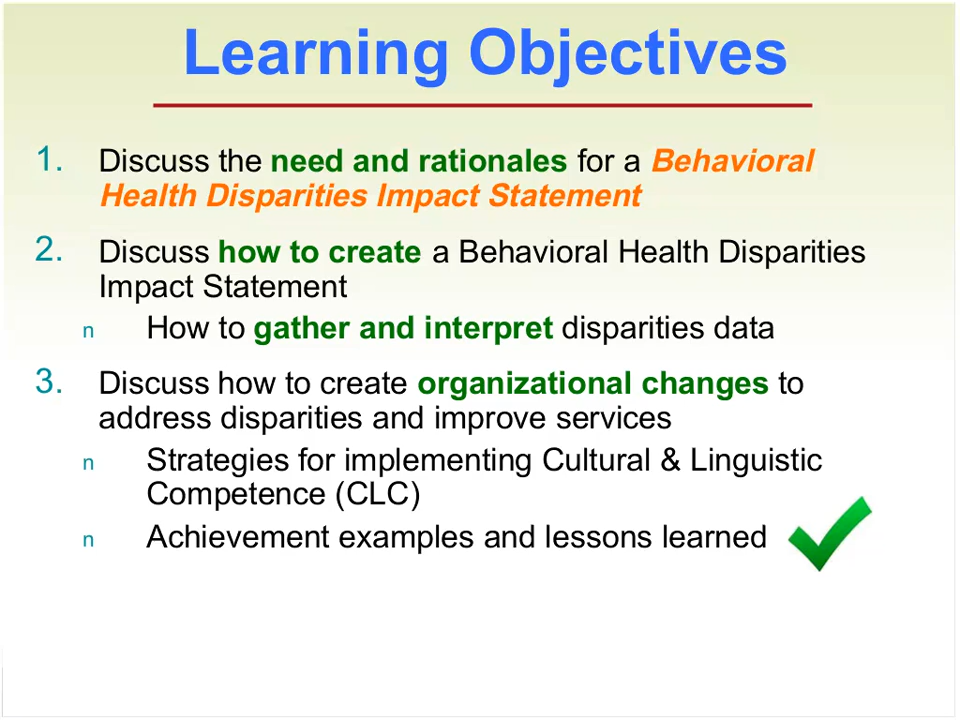 Learning Objectives
1. Discuss the need and rationales for a Behavioral
Health Disparities Impact Statement
2. Discuss how to create a Behavioral Health Disparities
Impact Statement
n How to gather and interpret disparities data
3. Discuss how to create organizational changes to
address disparities and improve services
n Strategies for implementing Cultural & Linguistic
Competence (CLC)
n Achievement examples and lessons learned